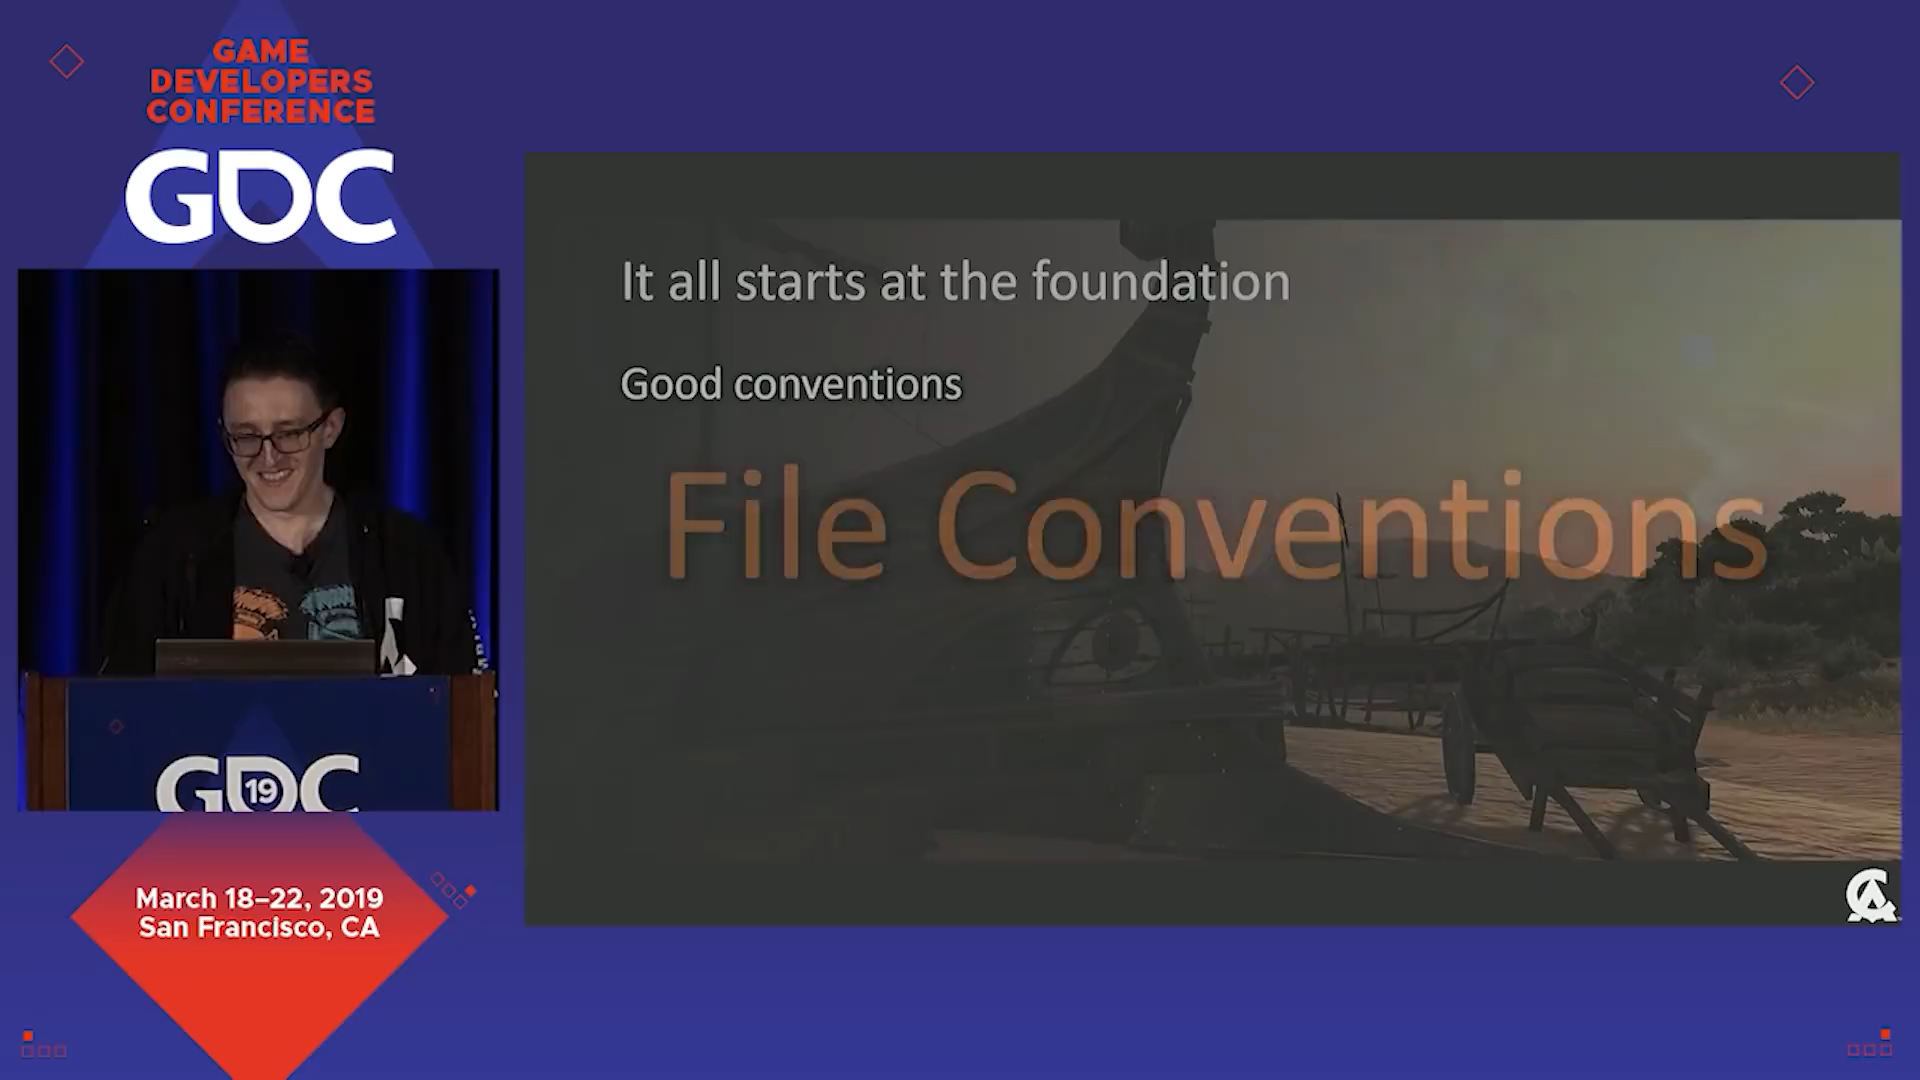 GAME
DEVELOPERS
CONFERENCE
GDC
It all starts at the foundation
Good conventions
File Conventions
GDC
19
March 18–22, 2019
San Francisco, CA
CA